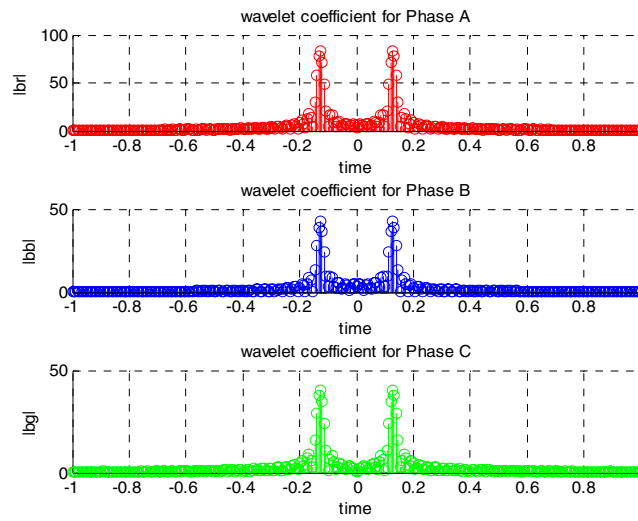 wavelet coefficient for Phase A
100
50
0
|br|
-1 -0.8 -0.6 -0.4 -0.2 0 0.2 0.4 0.6 0.8
time
wavelet coefficient for Phase B
50
0
|bb|
-1 -0.8 -0.6 -0.4 -0.2 0 0.2 0.4 0.6 0.8
time
wavelet coefficient for Phase C
50
0
|bg|
-1 -0.8 -0.6 -0.4 -0.2 0 0.2 0.4 0.6 0.8
time